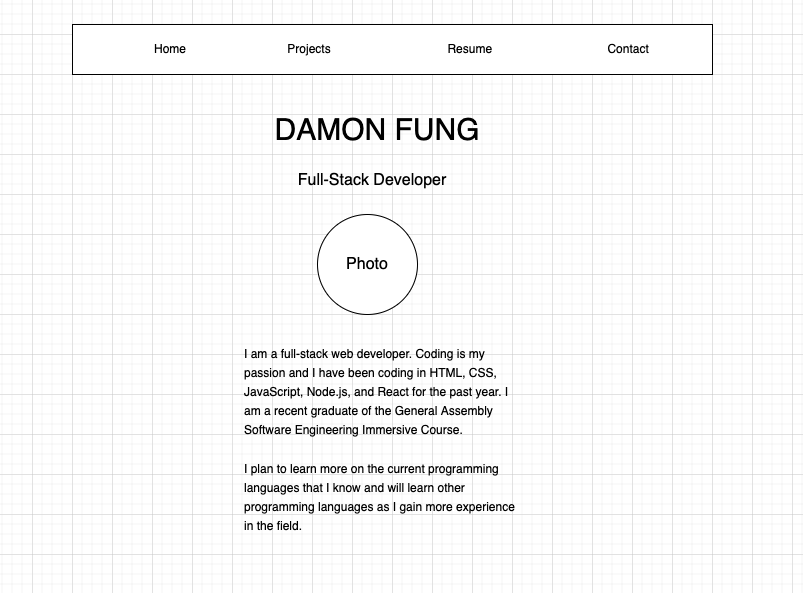 Home Projects Resume Contact
DAMON FUNG
Full-Stack Developer
Photo
I am a full-stack web developer. Coding is my
passion and I have been coding in HTML, CSS,
JavaScript, Node.js, and React for the past year. I
am a recent graduate of the General Assembly
Software Engineering Immersive Course.
I plan to learn more on the current programming
languages that I know and will learn other
programming languages as I gain more experience
in the field.